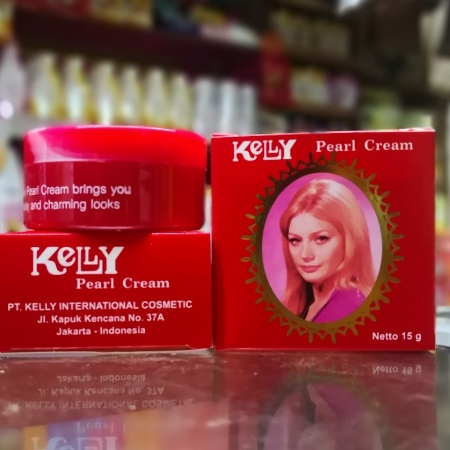 Pearl Cream brings you
and charming looks
KELLY
Pearl Cream
PT. KELLY INTERNATIONAL COSMETIC
Jl. Kapuk Kencana No. 37A
Jakarta - Indonesia
KELLY Pearl Cream
Netto 15 g